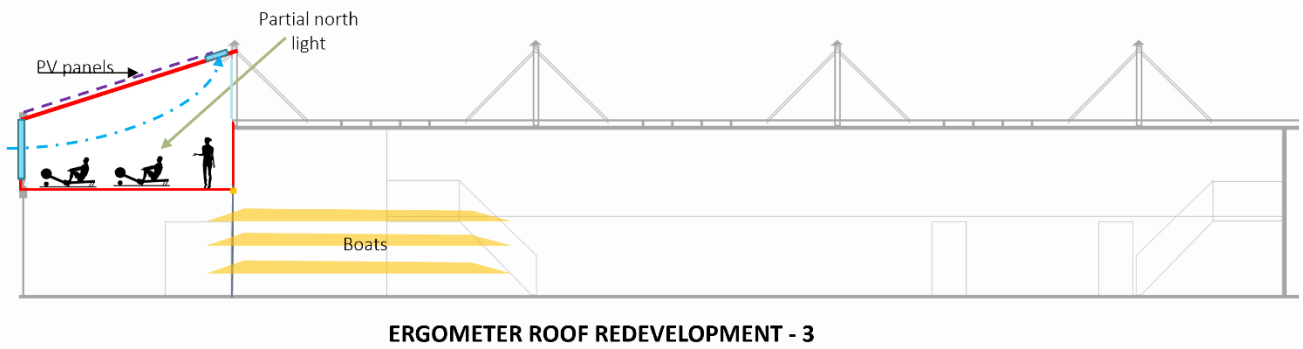 Partial north
light
PV panels
Boats
ERGOMETER ROOF REDEVELOPMENT - 3